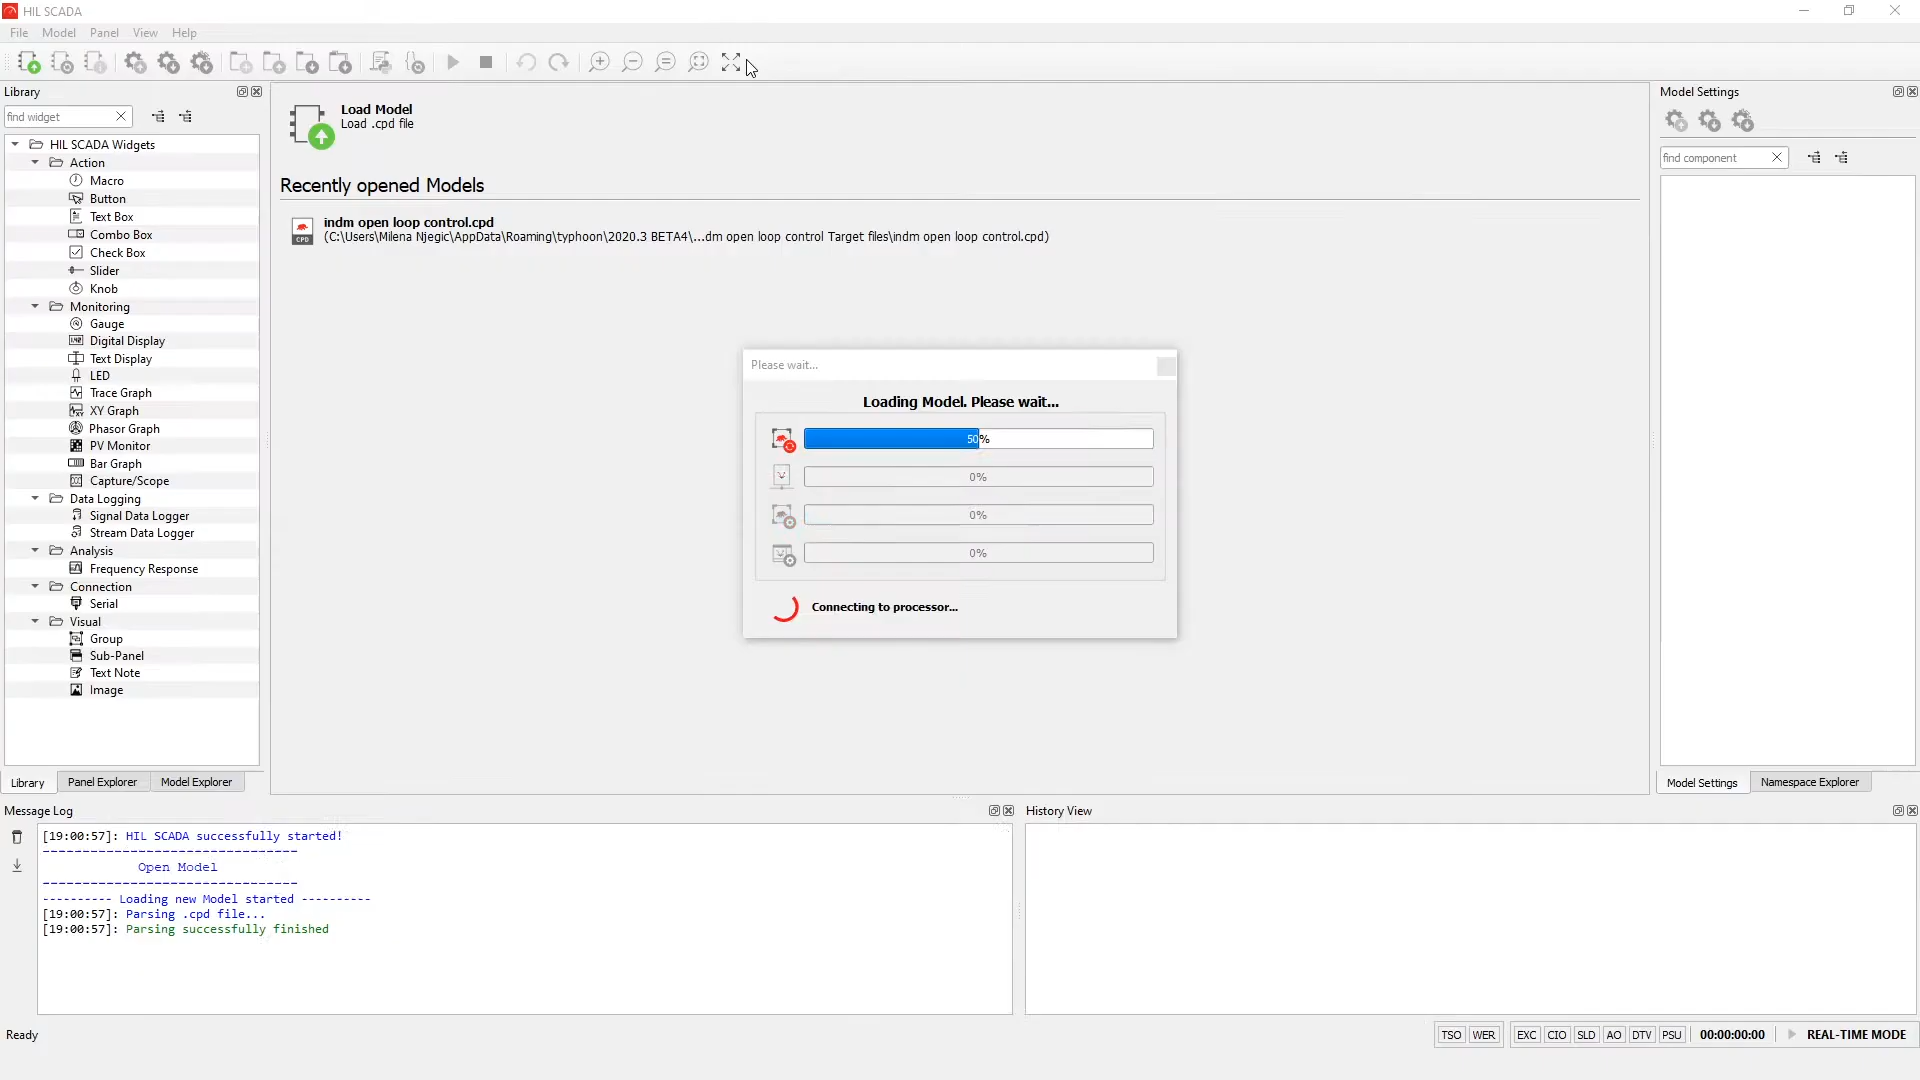 HIL SCADA
File Model Panel View Help
Library
find widget
HIL SCADA Widgets
Action
Macro
Button
Text Box
Combo Box
Check Box
Slider
Knob
Monitoring
Gauge
Digital Display
Text Display
LED
Trace Graph
XY Graph
Phasor Graph
PV Monitor
Bar Graph
Capture/Scope
Data Logging
Signal Data Logger
Stream Data Logger
Analysis
Frequency Response
Connection
Serial
Visual
Group
Sub-Panel
Text Note
Image
Library Panel Explorer Model Explorer
Load Model
Load .cpd file
Recently opened Models
CPD
indm open loop control.cpd
(C:\Users\Milena Njegic\AppData\Roaming\typhoon\2020.3 BETA4\...dm open loop control Target files\indm open loop control.cpd)
Please wait...
Loading Model. Please wait...
50%
0%
0%
0%
Connecting to processor...
Model Settings
find component
Model Settings Namespace Explorer
Message Log
[19:00:57]: HIL SCADA successfully started!
--------------------------------
Open Model
--------------------------------
---------- Loading new Model started ----------
[19:00:57]: Parsing .cpd file...
[19:00:57]: Parsing successfully finished
History View
Ready
TSO WER EXC CIO SLD AO DTV PSU 00:00:00:00 REAL-TIME MODE